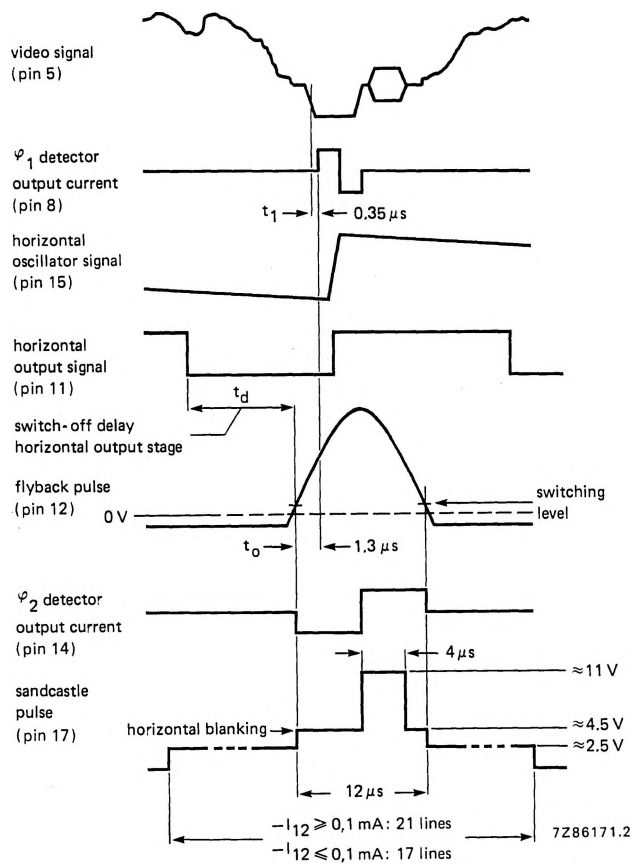 video signal
(pin 5)
φ1 detector
output current
(pin 8)
t1
0,35 μs
horizontal
oscillator signal
(pin 15)
horizontal
output signal
(pin 11)
td
switch-off delay
horizontal output stage
flyback pulse
(pin 12)
0 V
switching
level
to
1,3 μs
φ2 detector
output current
(pin 14)
4 μs
≈11 V
sandcastle
pulse
(pin 17)
horizontal blanking
≈4.5 V
≈2.5 V
12 μs
−I12 ⩾ 0,1 mA: 21 lines
−I12 ⩽ 0,1 mA: 17 lines
7Z86171.2